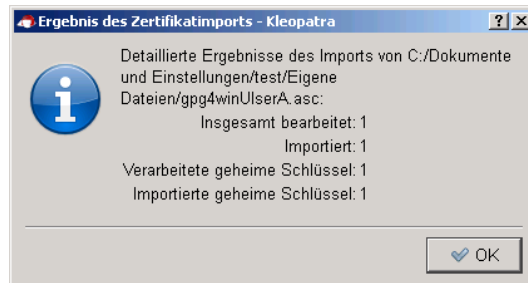 Ergebnis des Zertifikatimports - Kleopatra
Detaillierte Ergebnisse des Imports von C:/Dokumente
und Einstellungen/test/Eigene
Dateien/gpg4winUlserA.asc:
Insgesamt bearbeitet: 1
Importiert: 1
Verarbeitete geheime Schlüssel: 1
Importierte geheime Schlüssel: 1
OK